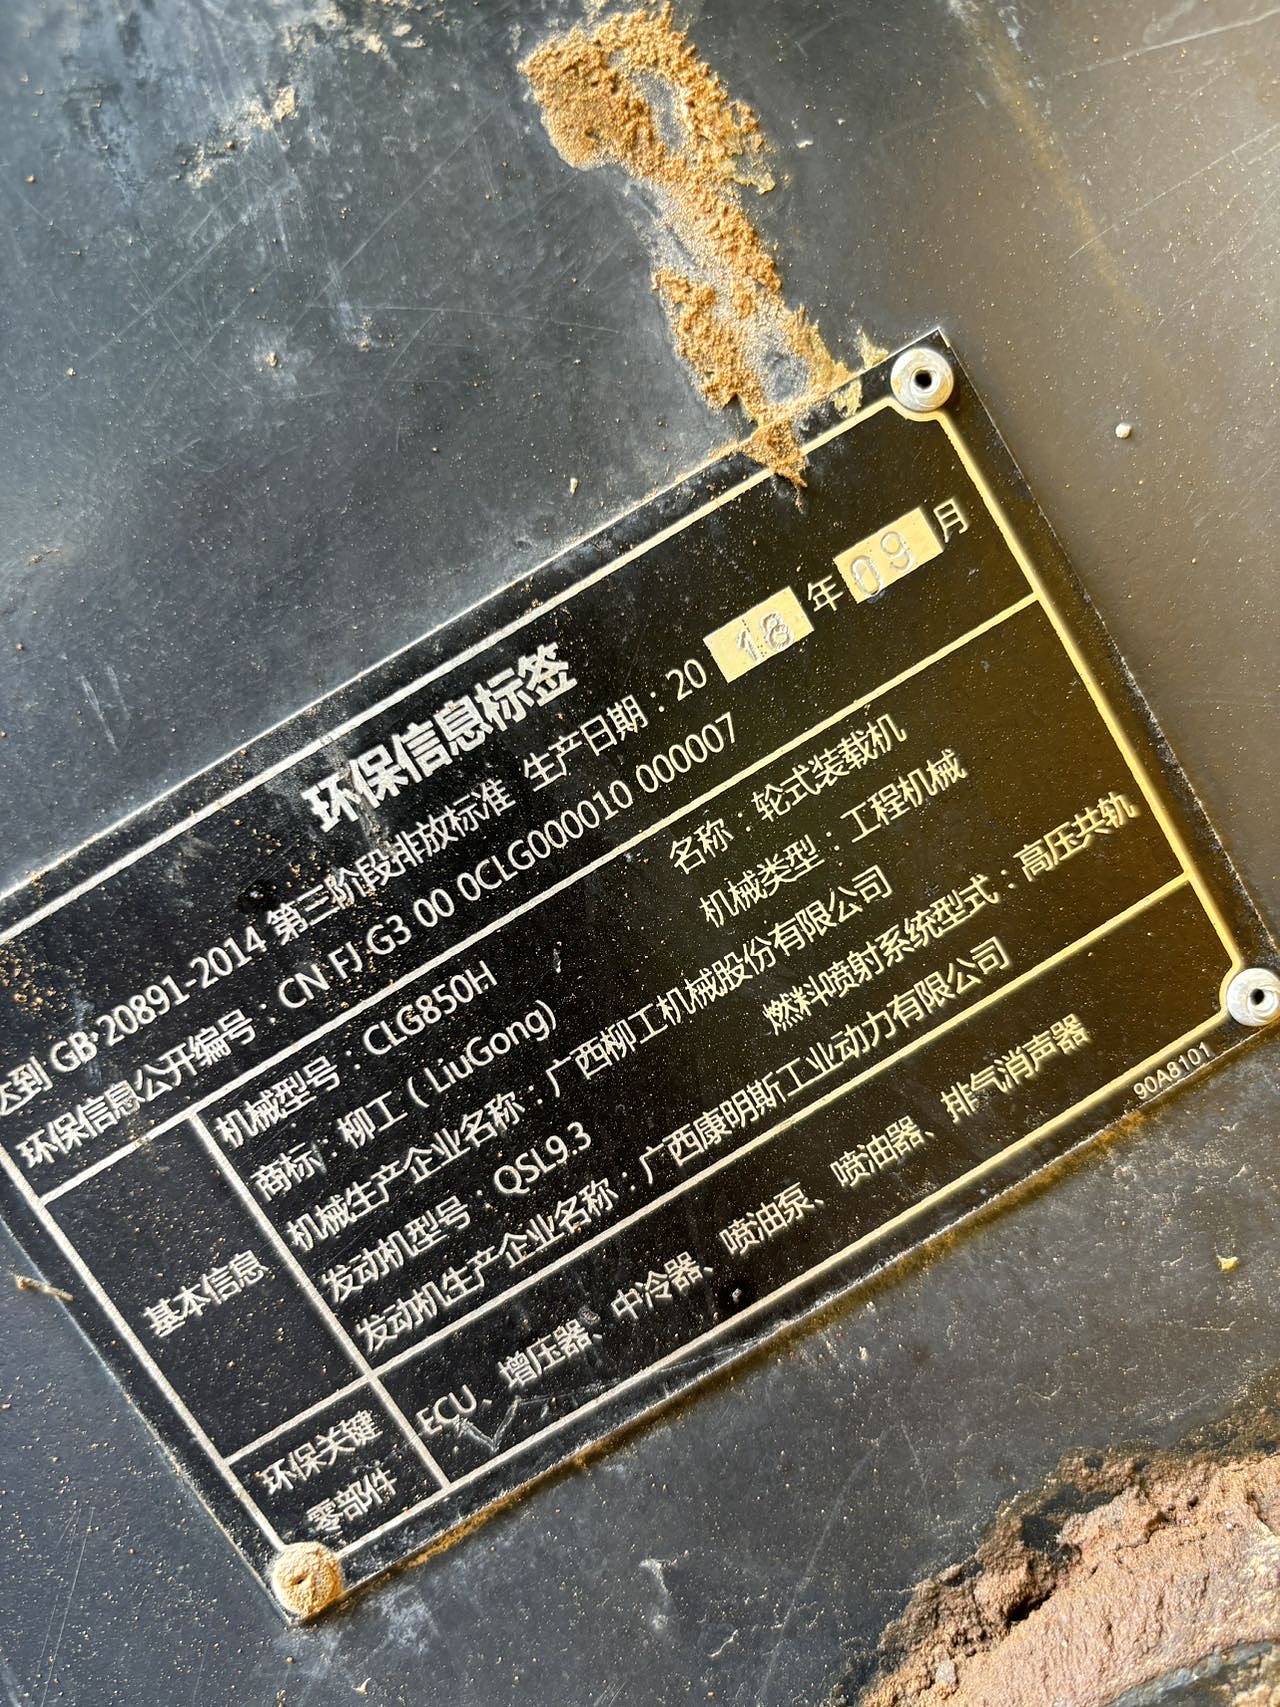 环保信息标签
达到 GB 20891-2014 第三阶段排放标准 生产日期：2018年09月
环保信息公开编号：CN FJ G3 00 0CLG000010 000007
基本信息
机械型号：CLG850H 名称：轮式装载机
商标：柳工（LiuGong) 机械类型：工程机械
机械生产企业名称：广西柳工机械股份有限公司
发动机型号：QSL9.3 燃料喷射系统型式：高压共轨
发动机生产企业名称：广西康明斯工业动力有限公司
环保关键
零部件
ECU、增压器、中冷器、喷油泵、喷油器、排气消声器
90A8101